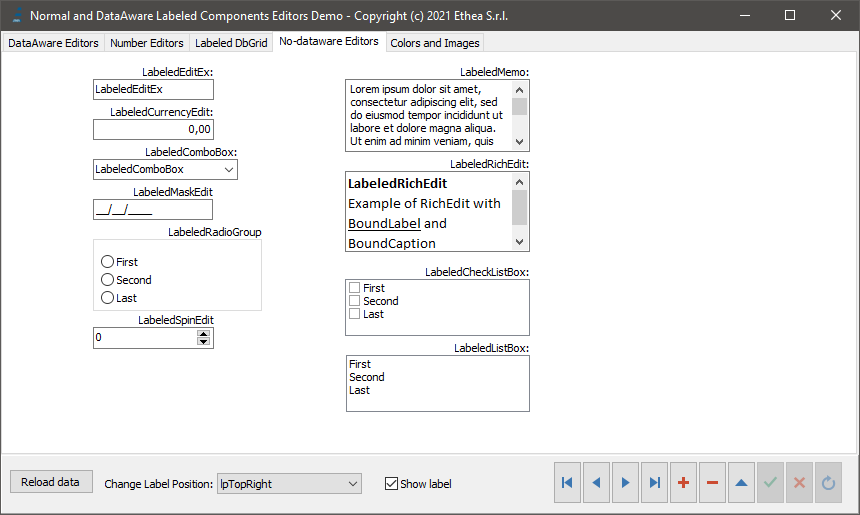 Normal and DataAware Labeled Components Editors Demo - Copyright (c) 2021 Ethea S.r.l.
DataAware Editors Number Editors Labeled DbGrid No-dataware Editors Colors and Images
LabeledEditEx:
LabeledEditEx
LabeledCurrencyEdit:
0,00
LabeledComboBox:
LabeledComboBox
LabeledMaskEdit
__/__/____
LabeledRadioGroup
First
Second
Last
LabeledSpinEdit
0
LabeledMemo:
Lorem ipsum dolor sit amet,
consectetur adipiscing elit, sed
do eiusmod tempor incididunt ut
labore et dolore magna aliqua.
Ut enim ad minim veniam, quis
LabeledRichEdit:
LabeledRichEdit
Example of RichEdit with
BoundLabel and
BoundCaption
LabeledCheckListBox:
First
Second
Last
LabeledListBox:
First
Second
Last
Reload data
Change Label Position: lpTopRight
Show label